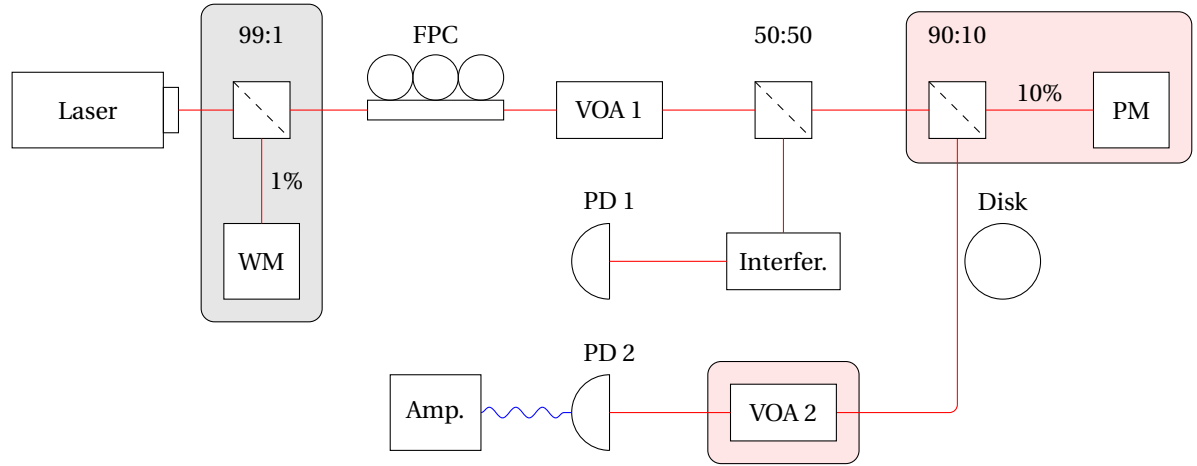 99:1
FPC
50:50
90:10
Laser
VOA 1
10%
PM
1%
PD 1
Disk
WM
Interfer.
PD 2
Amp.
VOA 2